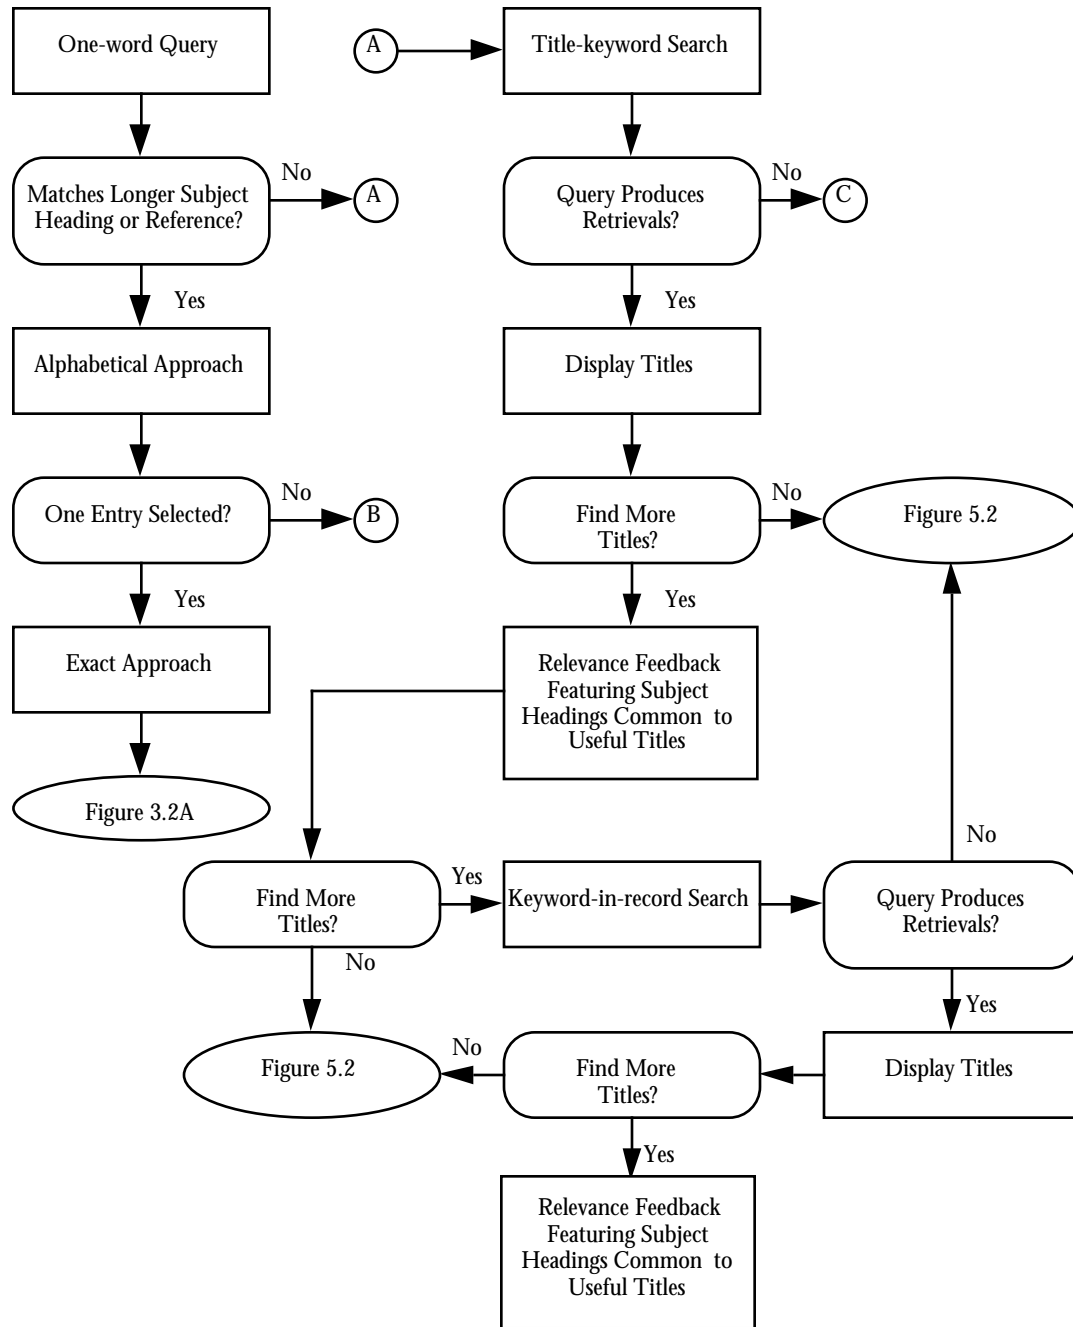 One-word Query
A
Title-keyword Search
No
No
Matches Longer Subject
Heading or Reference?
A
Query Produces
Retrievals?
C
Yes
Yes
Alphabetical Approach
Display Titles
No
No
One Entry Selected?
B
Find More
Titles?
Figure 5.2
Yes
Yes
Exact Approach
Relevance Feedback
Featuring Subject
Headings Common to
Useful Titles
Figure 3.2A
No
Find More
Titles?
Yes
Keyword-in-record Search
Query Produces
Retrievals?
No
Yes
Figure 5.2
No
Find More
Titles?
Display Titles
Yes
Relevance Feedback
Featuring Subject
Headings Common to
Useful Titles